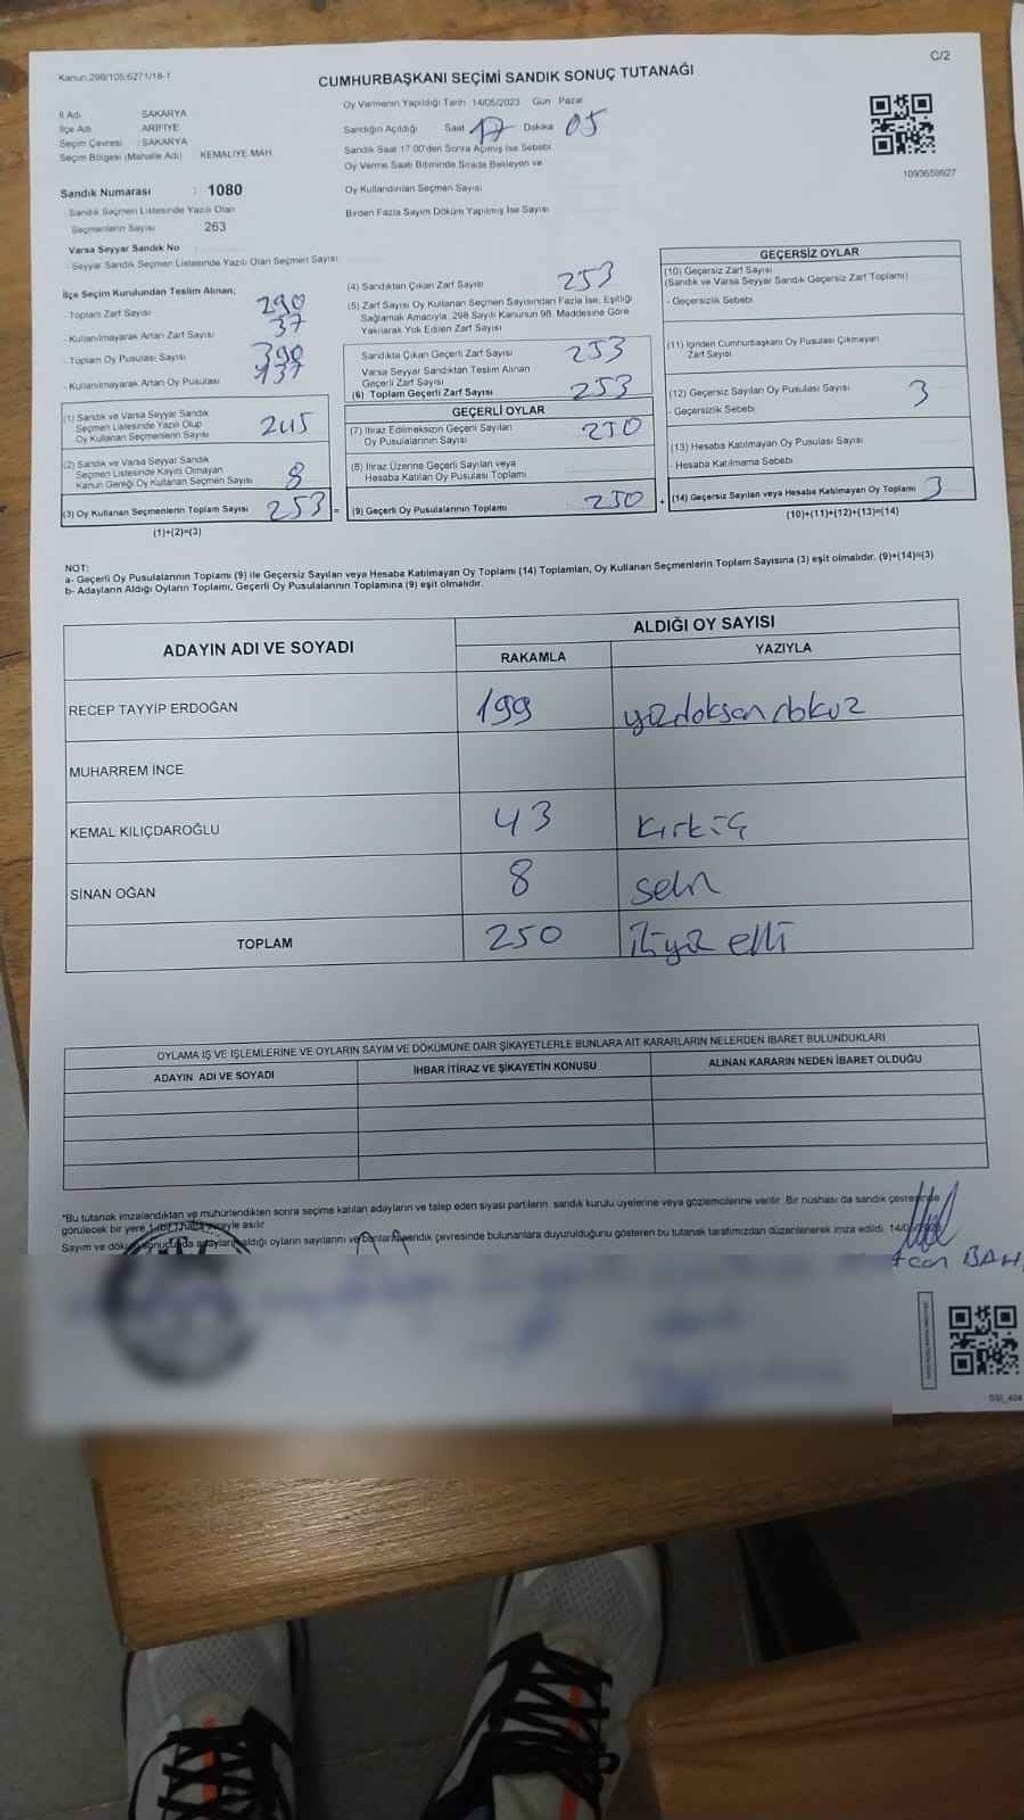 Kanun:298/105;6271/18-1
C/2
CUMHURBAŞKANI SEÇİMİ SANDIK SONUÇ TUTANAĞI
İl Adı SAKARYA
İlçe Adı ARİFİYE
Seçim Çevresi : SAKARYA
Seçim Bölgesi (Mahalle Adı) KEMALİYE MAH.
Oy Vermenin Yapıldığı Tarih 14/05/2023 Gün Pazar
Sandığın Açıldığı Saat 17 Dakika 05
Sandık Saat 17:00'den Sonra Açılmış İse Sebebi
Oy Verme Saati Bitiminde Sırada Bekleyen ve
Oy Kullandırılan Seçmen Sayısı
Birden Fazla Sayım Döküm Yapılmış İse Sayısı
1093659827
Sandık Numarası : 1080
- Sandık Seçmen Listesinde Yazılı Olan
Seçmenlerin Sayısı 263
Varsa Seyyar Sandık No
- Seyyar Sandık Seçmen Listesinde Yazılı Olan Seçmen Sayısı
İlçe Seçim Kurulundan Teslim Alınan;
- Toplam Zarf Sayısı 290
- Kullanılmayarak Artan Zarf Sayısı 37
- Toplam Oy Pusulası Sayısı
- Kullanılmayarak Artan Oy Pusulası
(1) Sandık ve Varsa Seyyar Sandık
Seçmen Listesinde Yazılı Olup
Oy Kullanan Seçmenlerin Sayısı 245
(2) Sandık ve Varsa Seyyar Sandık
Seçmen Listesinde Kayıtlı Olmayan
Kanun Gereği Oy Kullanan Seçmen Sayısı 8
(3) Oy Kullanan Seçmenlerin Toplam Sayısı 253 =
(1)+(2)=(3)
(4) Sandıktan Çıkan Zarf Sayısı 253
(5) Zarf Sayısı Oy Kullanan Seçmen Sayısından Fazla İse, Eşitliği
Sağlamak Amacıyla, 298 Sayılı Kanunun 98. Maddesine Göre
Yakılarak Yok Edilen Zarf Sayısı
Sandıkta Çıkan Geçerli Zarf Sayısı 253
Varsa Seyyar Sandıktan Teslim Alınan
Geçerli Zarf Sayısı
(6) Toplam Geçerli Zarf Sayısı 253
GEÇERLİ OYLAR
(7) İtiraz Edilmeksizin Geçerli Sayılan
Oy Pusulalarının Sayısı 250
(8) İtiraz Üzerine Geçerli Sayılan veya
Hesaba Katılan Oy Pusulası Toplamı
(9) Geçerli Oy Pusulalarının Toplamı 250 +
GEÇERSİZ OYLAR
(10) Geçersiz Zarf Sayısı
(Sandık ve Varsa Seyyar Sandık Geçersiz Zarf Toplamı)
- Geçersizlik Sebebi
(11) İçinden Cumhurbaşkanı Oy Pusulası Çıkmayan
Zarf Sayısı
(12) Geçersiz Sayılan Oy Pusulası Sayısı 3
- Geçersizlik Sebebi
(13) Hesaba Katılmayan Oy Pusulası Sayısı
- Hesaba Katılmama Sebebi
(14) Geçersiz Sayılan veya Hesaba Katılmayan Oy Toplamı 3
(10)+(11)+(12)+(13)=(14)
NOT:
a- Geçerli Oy Pusulalarının Toplamı (9) ile Geçersiz Sayılan veya Hesaba Katılmayan Oy Toplamı (14) Toplamları, Oy Kullanan Seçmenlerin Toplam Sayısına (3) eşit olmalıdır. (9)+(14)=(3)
b- Adayların Aldığı Oyların Toplamı, Geçerli Oy Pusulalarının Toplamına (9) eşit olmalıdır.
ADAYIN ADI VE SOYADI ALDIĞI OY SAYISI
RAKAMLA YAZIYLA
RECEP TAYYİP ERDOĞAN 199 yüzdoksan dokuz
MUHARREM İNCE
KEMAL KILIÇDAROĞLU 43 kırküç
SİNAN OĞAN 8 sekiz
TOPLAM 250 ikiyüz elli
OYLAMA İŞ VE İŞLEMLERİNE VE OYLARIN SAYIM VE DÖKÜMÜNE DAİR ŞİKAYETLERLE BUNLARA AİT KARARLARIN NELERDEN İBARET BULUNDUKLARI
ADAYIN ADI VE SOYADI İHBAR İTİRAZ VE ŞİKAYETİN KONUSU ALINAN KARARIN NEDEN İBARET OLDUĞU
*Bu tutanak imzalandıktan ve mühürlendikten sonra seçime katılan adayların ve talep eden siyasi partilerin, sandık kurulu üyelerine veya gözlemcilerine verilir. Bir nüshası da sandık çevresinde
görülecek bir yere asılır
Sayım ve döküm sonucunda adayların aldığı oyların sayılarını ve bunların sandık çevresinde bulunanlara duyurulduğunu gösteren bu tutanak tarafımızdan düzenlenerek imza edildi.